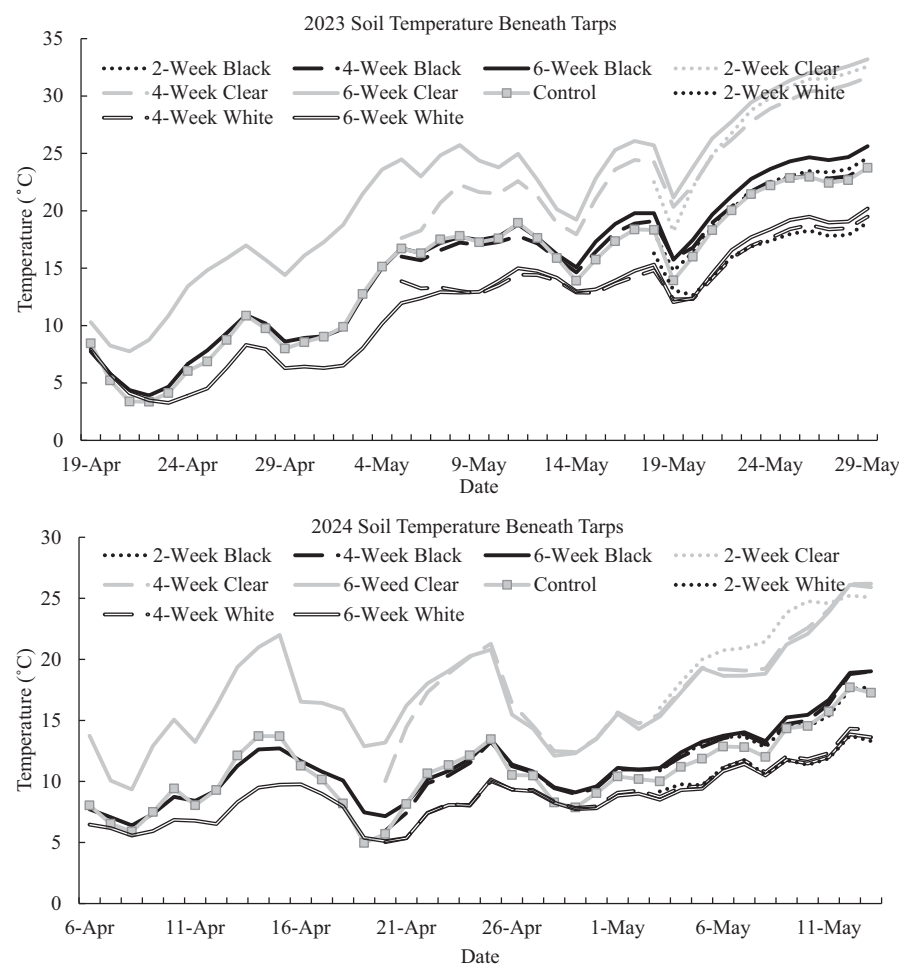 2023 Soil Temperature Beneath Tarps
35
30
25
20
15
10
5
0
Temperature (˚C)
2-Week Black 4-Week Black 6-Week Black 2-Week Clear
4-Week Clear 6-Week Clear Control 2-Week White
4-Week White 6-Week White
19-Apr 24-Apr 29-Apr 4-May 9-May 14-May 19-May 24-May 29-May
Date
2024 Soil Temperature Beneath Tarps
30
25
20
15
10
5
0
Temperature (˚C)
2-Week Black 4-Week Black 6-Week Black 2-Week Clear
4-Week Clear 6-Weed Clear Control 2-Week White
4-Week White 6-Week White
6-Apr 11-Apr 16-Apr 21-Apr 26-Apr 1-May 6-May 11-May
Date